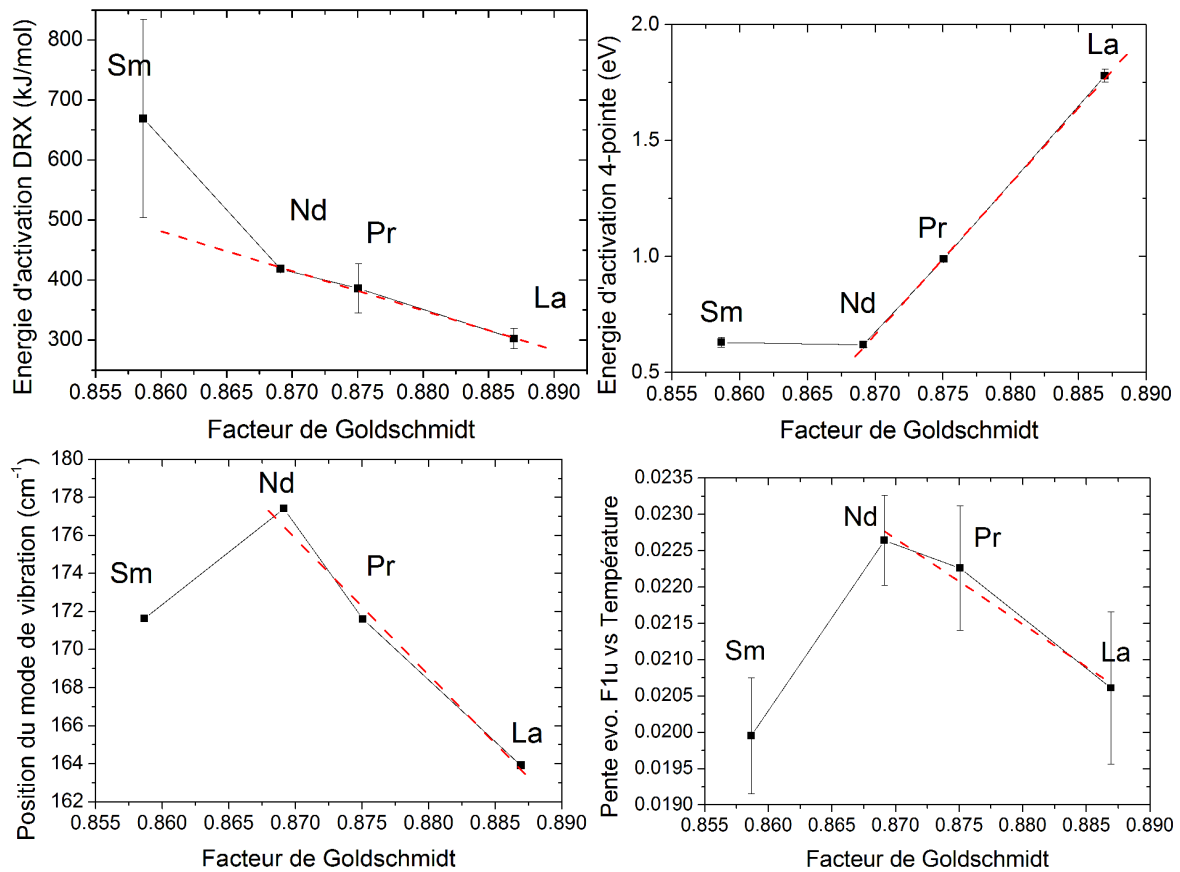 Energie d'activation DRX (kJ/mol)
800
700
600
500
400
300
Sm
Nd
Pr
La
0.855 0.860 0.865 0.870 0.875 0.880 0.885 0.890
Facteur de Goldschmidt
Energie d'activation 4-pointe (eV)
2.0
1.5
1.0
0.5
Sm
Nd
Pr
La
0.855 0.860 0.865 0.870 0.875 0.880 0.885 0.890
Facteur de Goldschmidt
Position du mode de vibration (cm⁻¹)
180
178
176
174
172
170
168
166
164
162
Sm
Nd
Pr
La
0.855 0.860 0.865 0.870 0.875 0.880 0.885 0.890
Facteur de Goldschmidt
Pente evo. F1u vs Température
0.0235
0.0230
0.0225
0.0220
0.0215
0.0210
0.0205
0.0200
0.0195
0.0190
Sm
Nd
Pr
La
0.855 0.860 0.865 0.870 0.875 0.880 0.885 0.890
Facteur de Goldschmidt